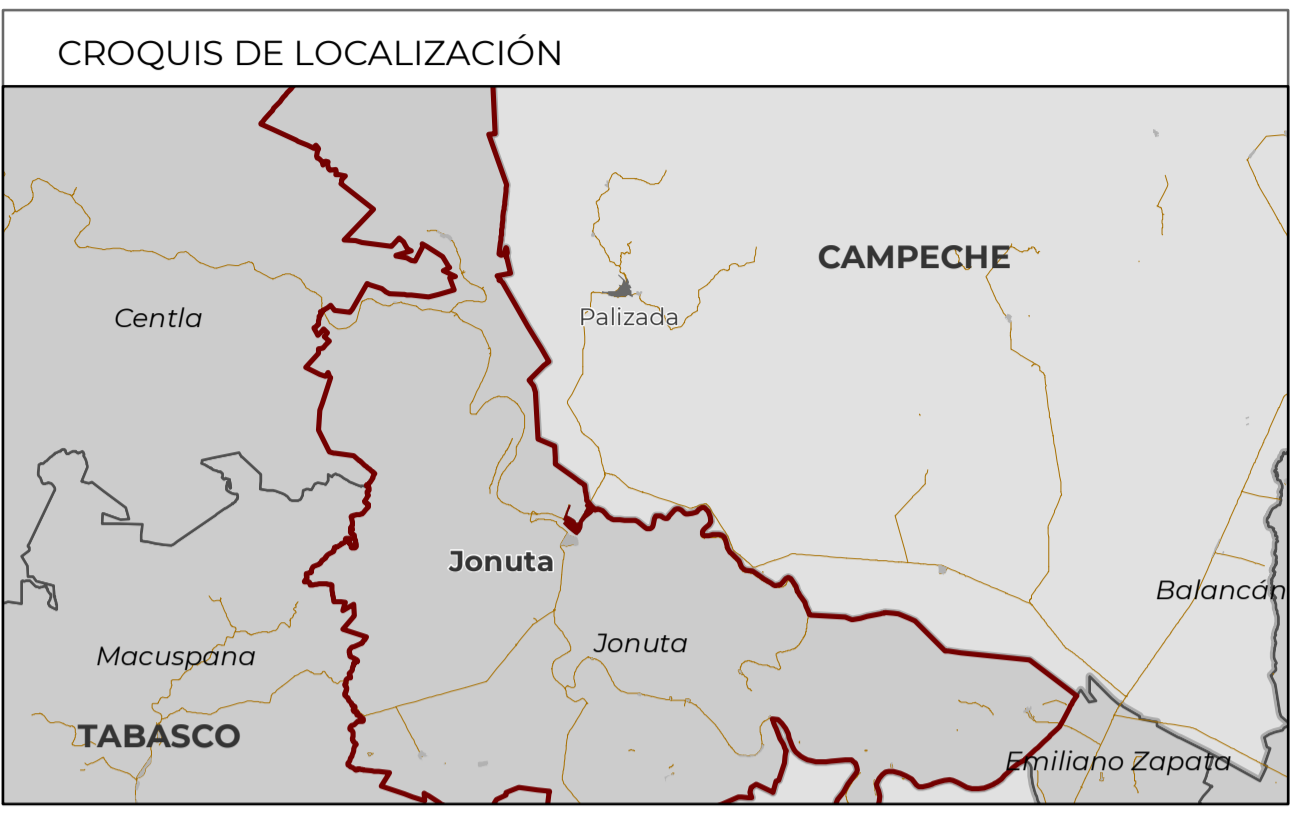 CROQUIS DE LOCALIZACIÓN
CAMPECHE
Centla
Palizada
Jonuta
Balancán
Jonuta
Macuspana
TABASCO
Emiliano Zapata